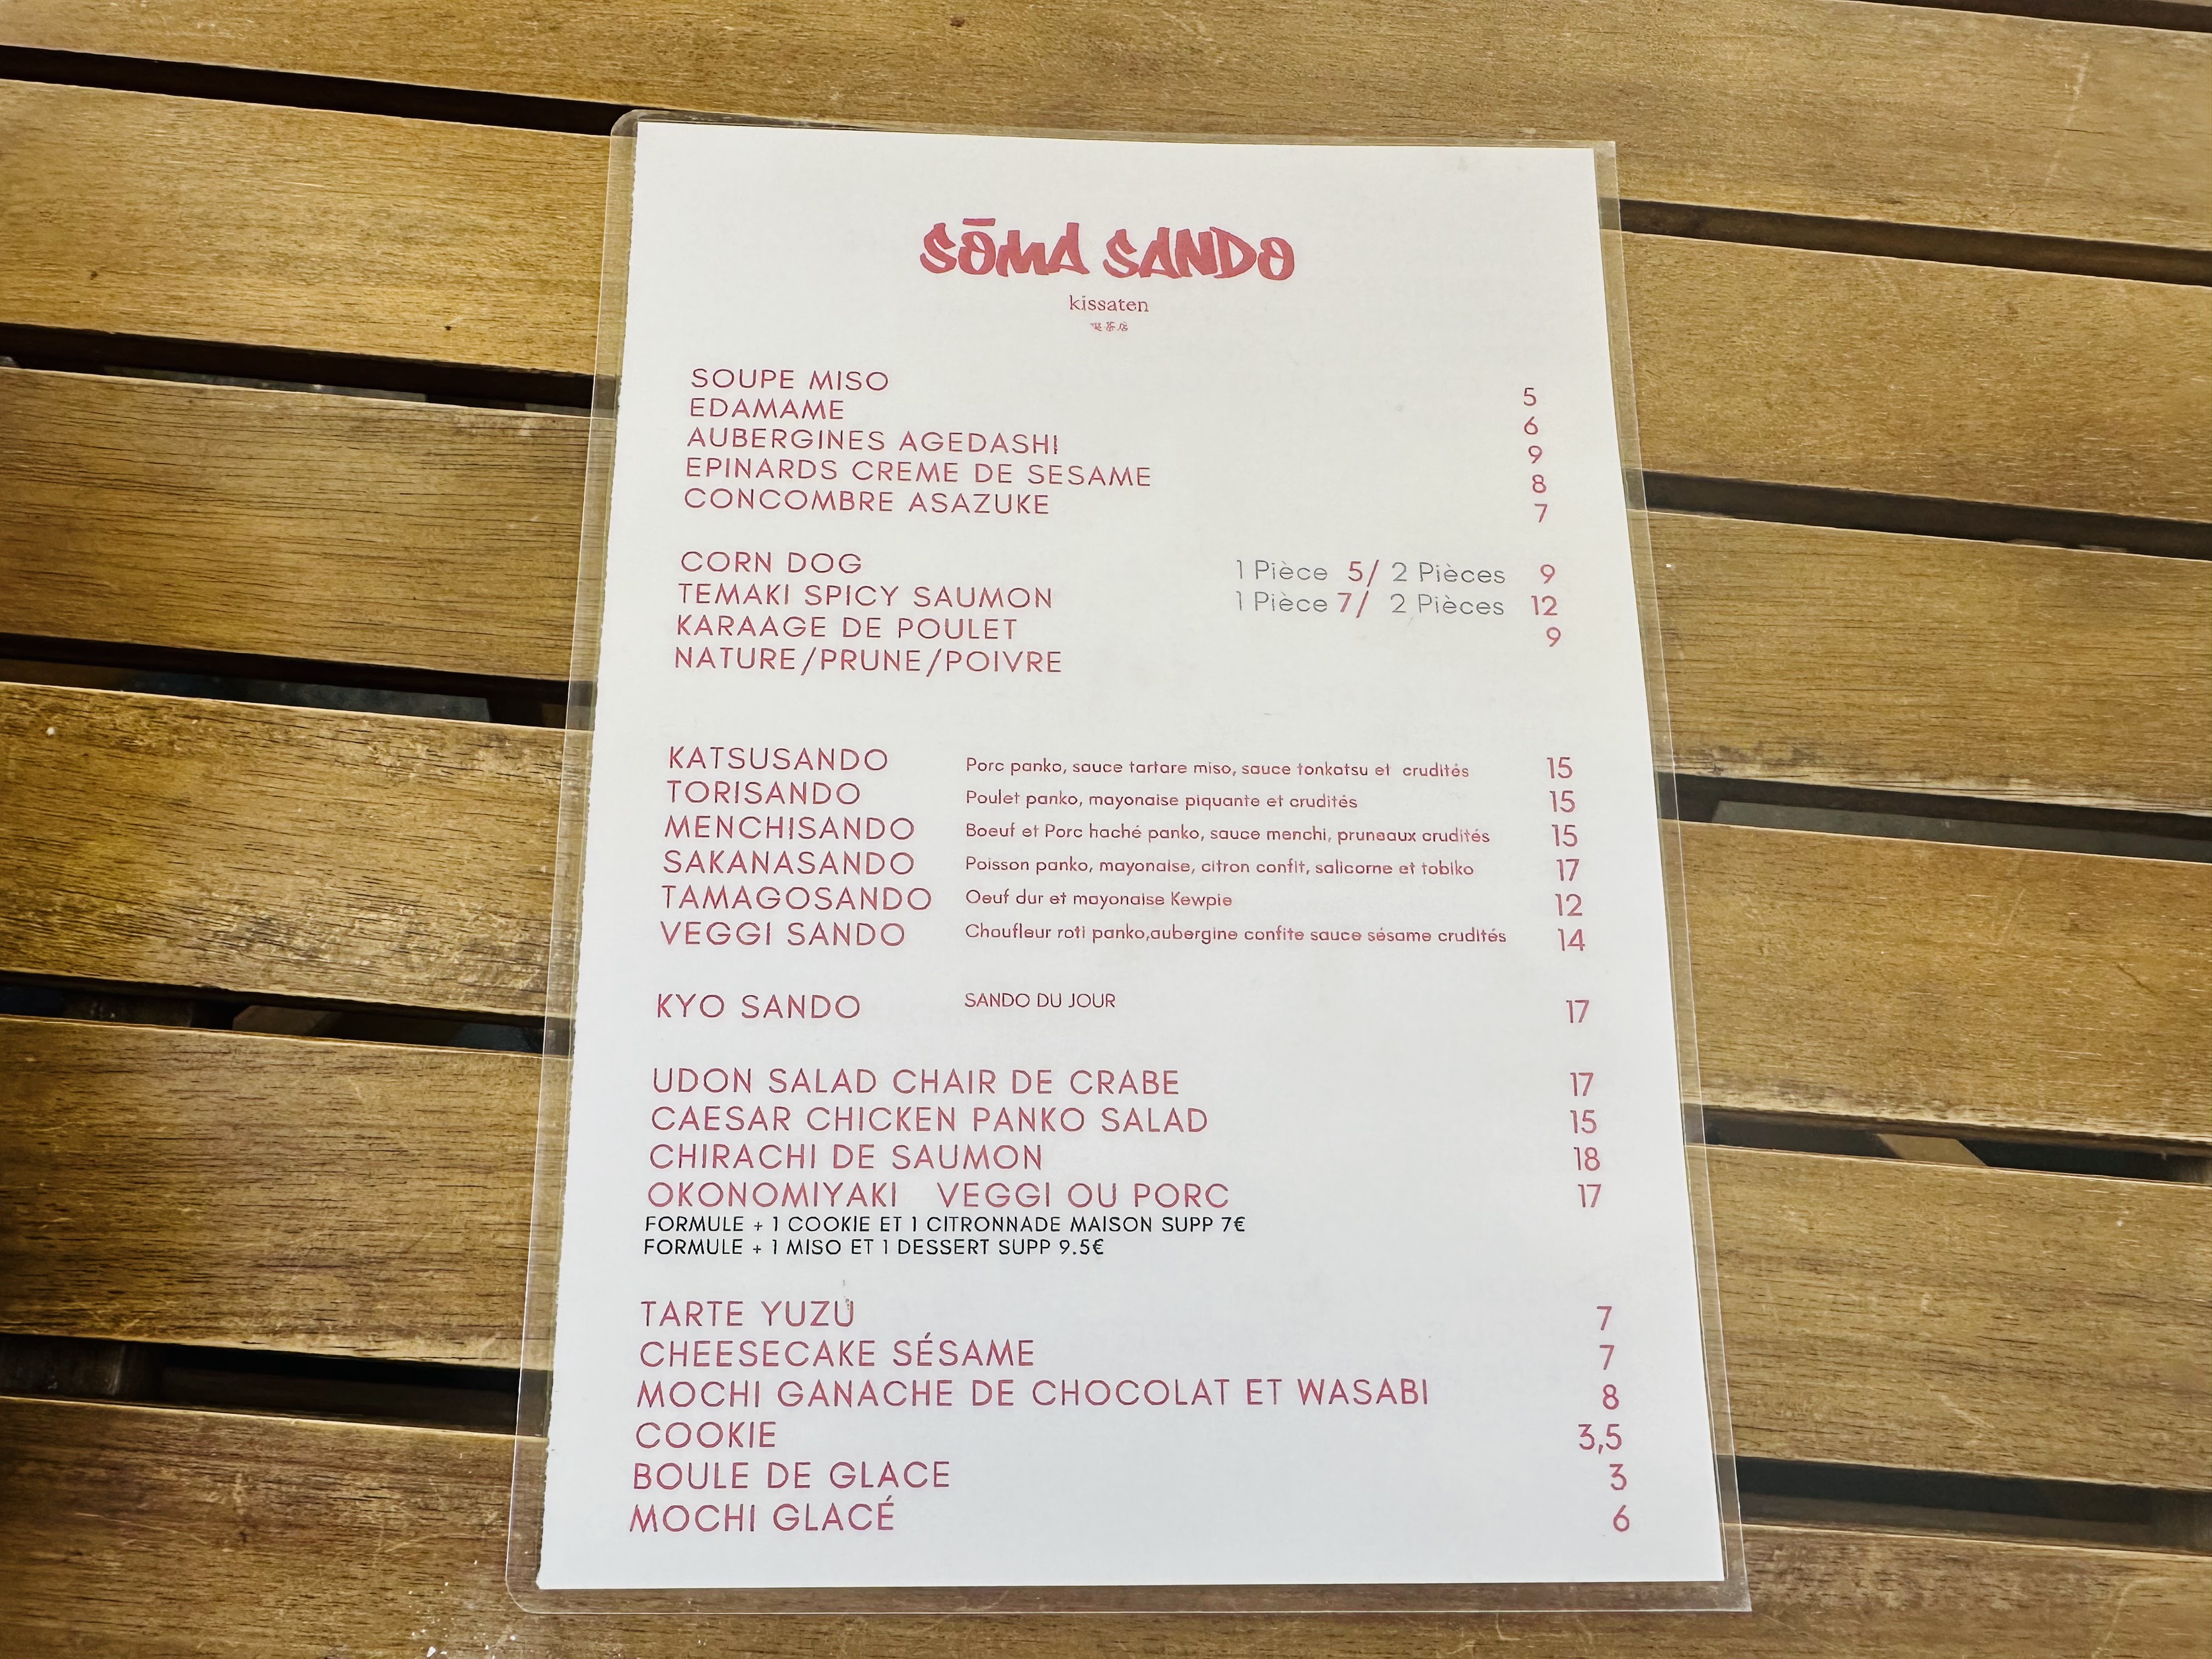 SŌMA SANDO
kissaten
喫茶店
SOUPE MISO 5
EDAMAME 6
AUBERGINES AGEDASHI 9
EPINARDS CREME DE SESAME 8
CONCOMBRE ASAZUKE 7
CORN DOG 1 Pièce 5/ 2 Pièces 9
TEMAKI SPICY SAUMON 1 Pièce 7/ 2 Pièces 12
KARAAGE DE POULET 9
NATURE/PRUNE/POIVRE
KATSUSANDO Porc panko, sauce tartare miso, sauce tonkatsu et crudités 15
TORISANDO Poulet panko, mayonaise piquante et crudités 15
MENCHISANDO Boeuf et Porc haché panko, sauce menchi, pruneaux crudités 15
SAKANASANDO Poisson panko, mayonaise, citron confit, salicorne et tobiko 17
TAMAGOSANDO Oeuf dur et mayonaise Kewpie 12
VEGGI SANDO Choufleur roti panko,aubergine confite sauce sésame crudités 14
KYO SANDO SANDO DU JOUR 17
UDON SALAD CHAIR DE CRABE 17
CAESAR CHICKEN PANKO SALAD 15
CHIRACHI DE SAUMON 18
OKONOMIYAKI VEGGI OU PORC 17
FORMULE + 1 COOKIE ET 1 CITRONNADE MAISON SUPP 7€
FORMULE + 1 MISO ET 1 DESSERT SUPP 9.5€
TARTE YUZU 7
CHEESECAKE SÉSAME 7
MOCHI GANACHE DE CHOCOLAT ET WASABI 8
COOKIE 3,5
BOULE DE GLACE 3
MOCHI GLACÉ 6